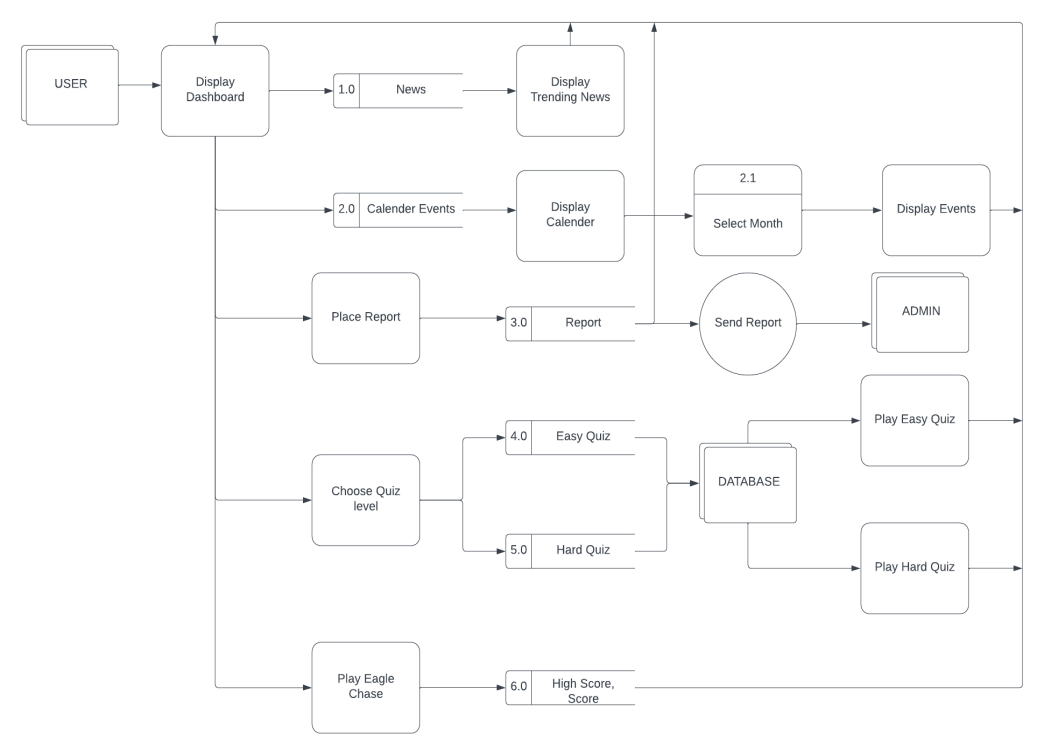 USER
Display
Dashboard
1.0 News
Display
Trending News
2.0 Calender Events
Display
Calender
2.1
Select Month
Display Events
Place Report
3.0 Report
Send Report
ADMIN
Choose Quiz
level
4.0 Easy Quiz
5.0 Hard Quiz
DATABASE
Play Easy Quiz
Play Hard Quiz
Play Eagle
Chase
6.0 High Score,
Score